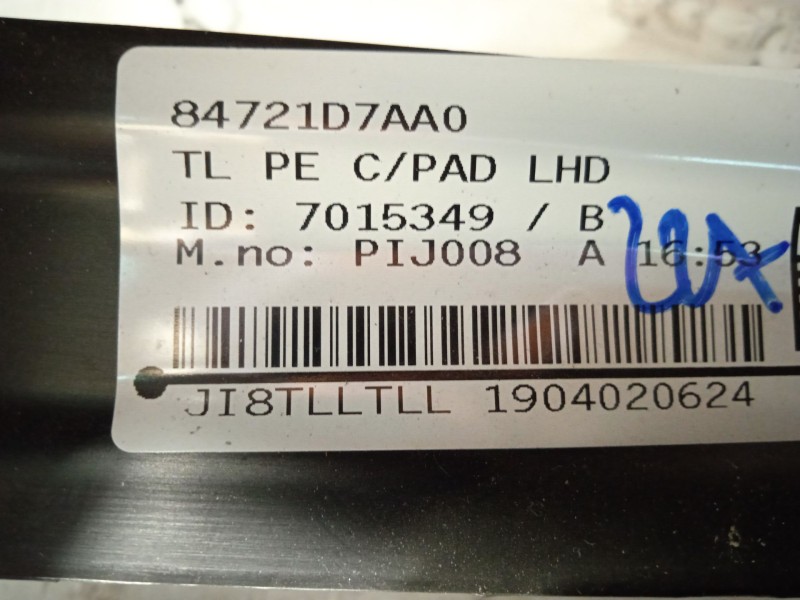 84721D7AA0
TL PE C/PAD LHD
ID: 7015349 / B
M.no: PIJ008 A 16:53
JI8TLLTLL 1904020624